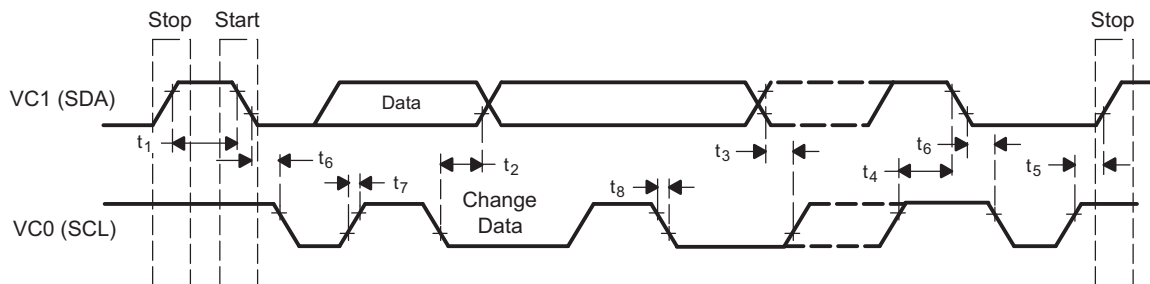 Stop Start Stop
VC1 (SDA) Data
t1 t6 t7 t2 t3 t8 t4 t6 t5
Change
Data
VC0 (SCL)